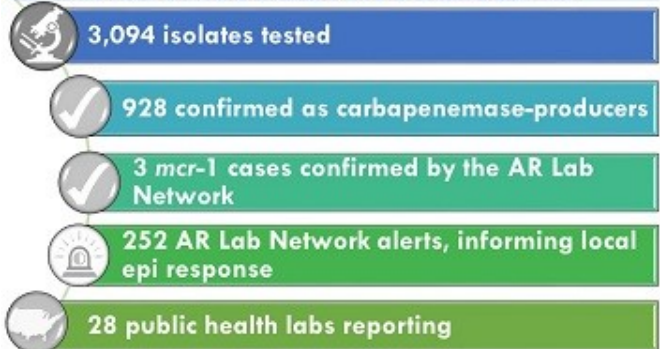 3,094 isolates tested
928 confirmed as carbapenemase-producers
3 mcr-1 cases confirmed by the AR Lab
Network
252 AR Lab Network alerts, informing local
epi response
28 public health labs reporting